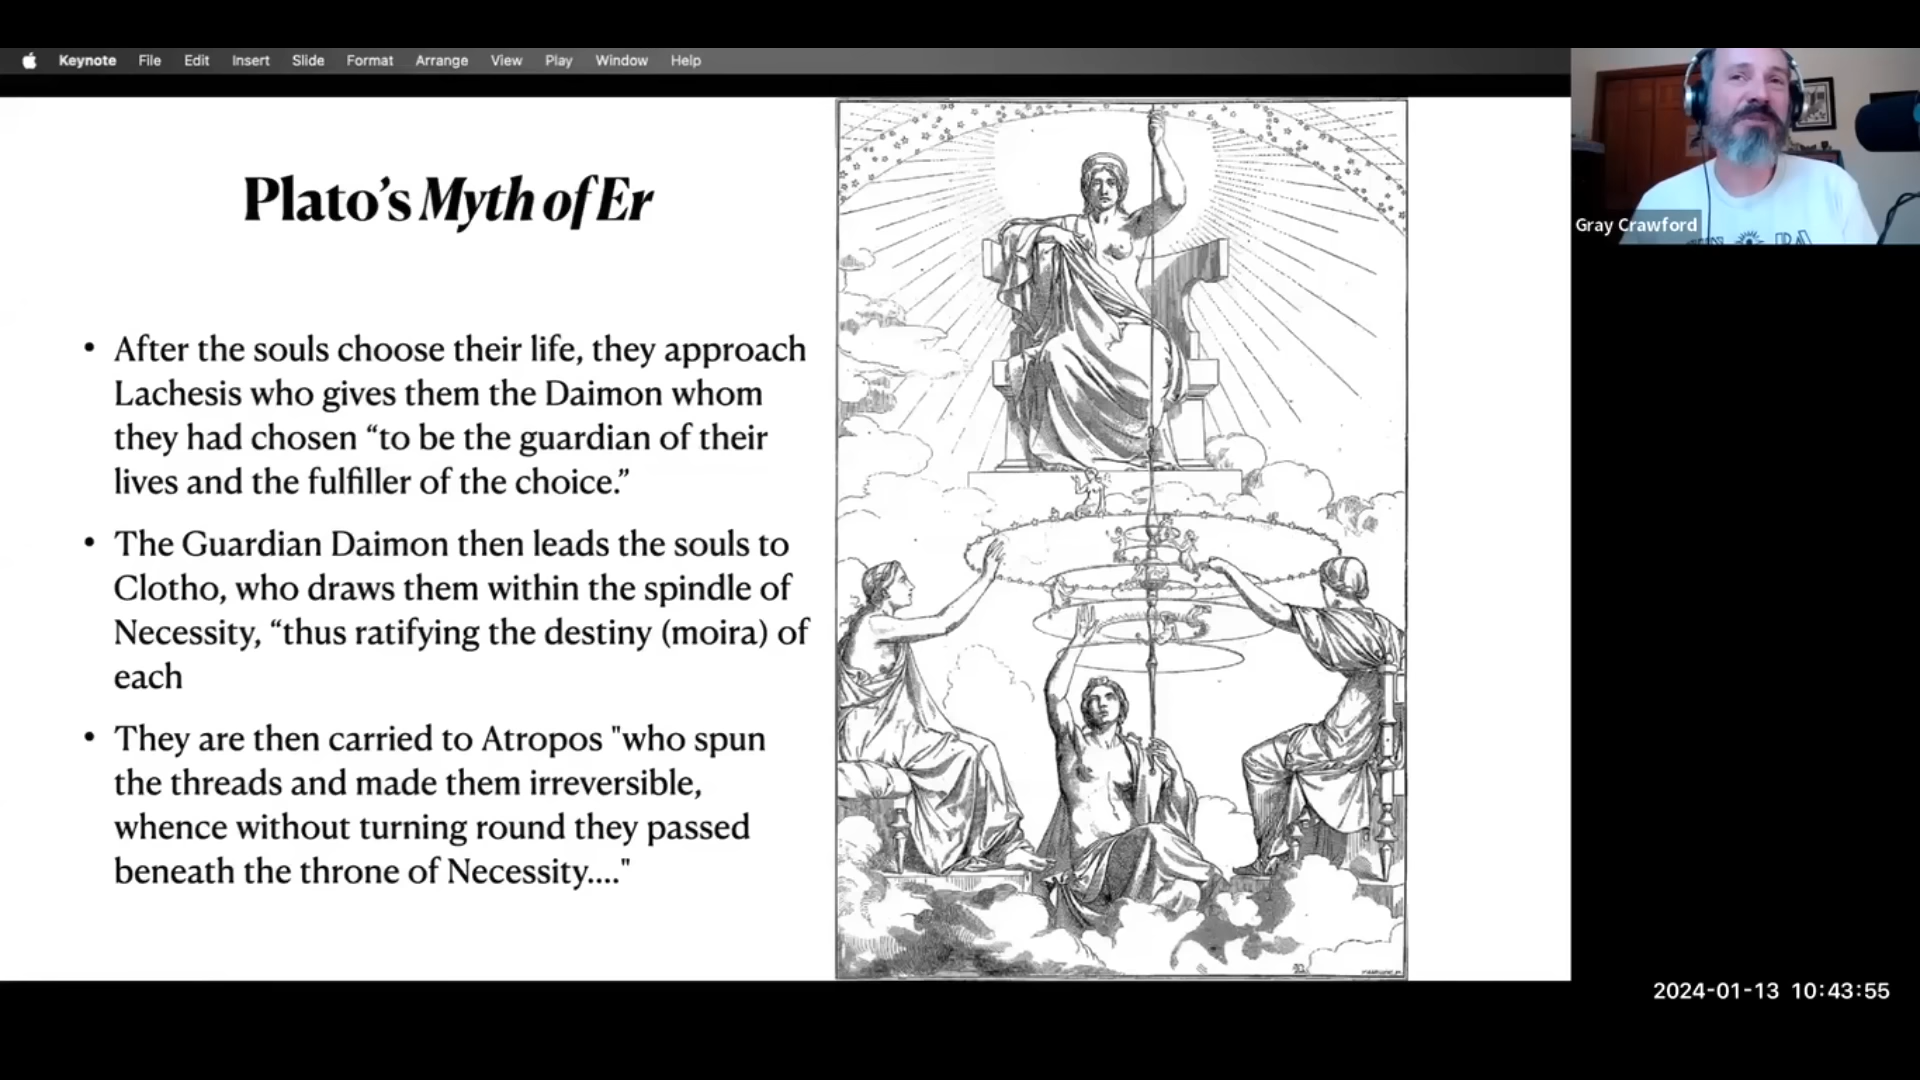 Keynote File Edit Insert Slide Format Arrange View Play Window Help
Plato’s Myth of Er
• After the souls choose their life, they approach
Lachesis who gives them the Daimon whom
they had chosen “to be the guardian of their
lives and the fulfiller of the choice.”
• The Guardian Daimon then leads the souls to
Clotho, who draws them within the spindle of
Necessity, “thus ratifying the destiny (moira) of
each
• They are then carried to Atropos "who spun
the threads and made them irreversible,
whence without turning round they passed
beneath the throne of Necessity...."
Gray Crawford
2024-01-13 10:43:55